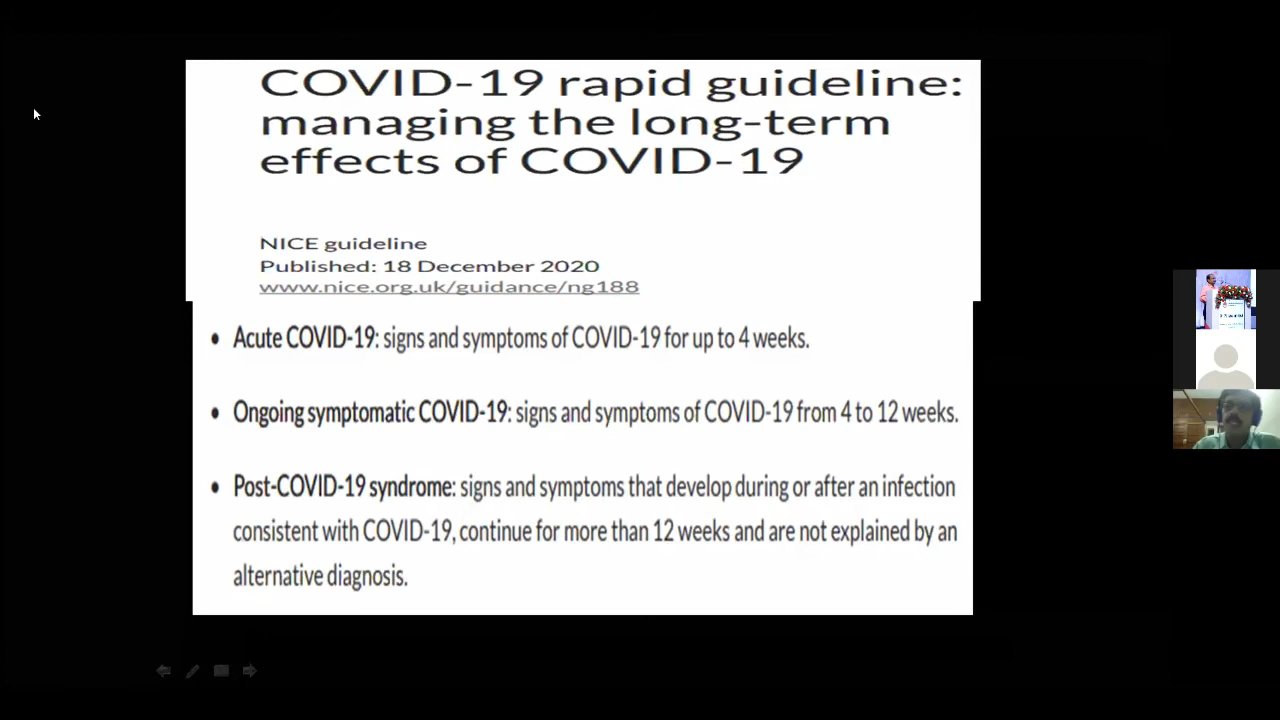 COVID-19 rapid guideline:
managing the long-term
effects of COVID-19
NICE guideline
Published: 18 December 2020
www.nice.org.uk/guidance/ng188
• Acute COVID-19: signs and symptoms of COVID-19 for up to 4 weeks.
• Ongoing symptomatic COVID-19: signs and symptoms of COVID-19 from 4 to 12 weeks.
• Post-COVID-19 syndrome: signs and symptoms that develop during or after an infection
consistent with COVID-19, continue for more than 12 weeks and are not explained by an
alternative diagnosis.